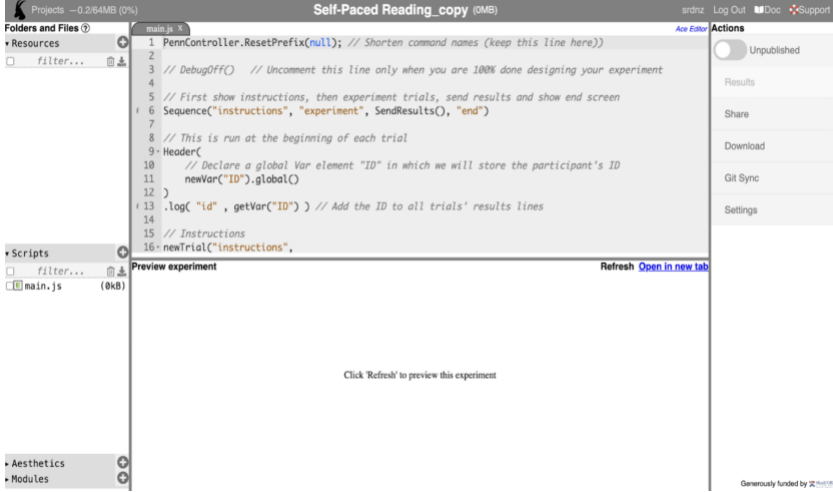 Projects —0.2/64MB (0%)
Self-Paced Reading_copy (0MB)
srdnz Log Out Doc Support
Folders and Files ?
Resources
filter...
Scripts
filter...
main.js (0kB)
Aesthetics
Modules
main.js x
Ace Editor
1 PennController.ResetPrefix(null); // Shorten command names (keep this line here))
2
3 // DebugOff() // Uncomment this line only when you are 100% done designing your experiment
4
5 // First show instructions, then experiment trials, send results and show end screen
6 Sequence("instructions", "experiment", SendResults(), "end")
7
8 // This is run at the beginning of each trial
9 Header(
10 // Declare a global Var element "ID" in which we will store the participant's ID
11 newVar("ID").global()
12 )
13 .log( "id" , getVar("ID") ) // Add the ID to all trials' results lines
14
15 // Instructions
16 newTrial("instructions",
Preview experiment
Refresh Open in new tab
Click 'Refresh' to preview this experiment
Actions
Unpublished
Results
Share
Download
Git Sync
Settings
Generously funded by